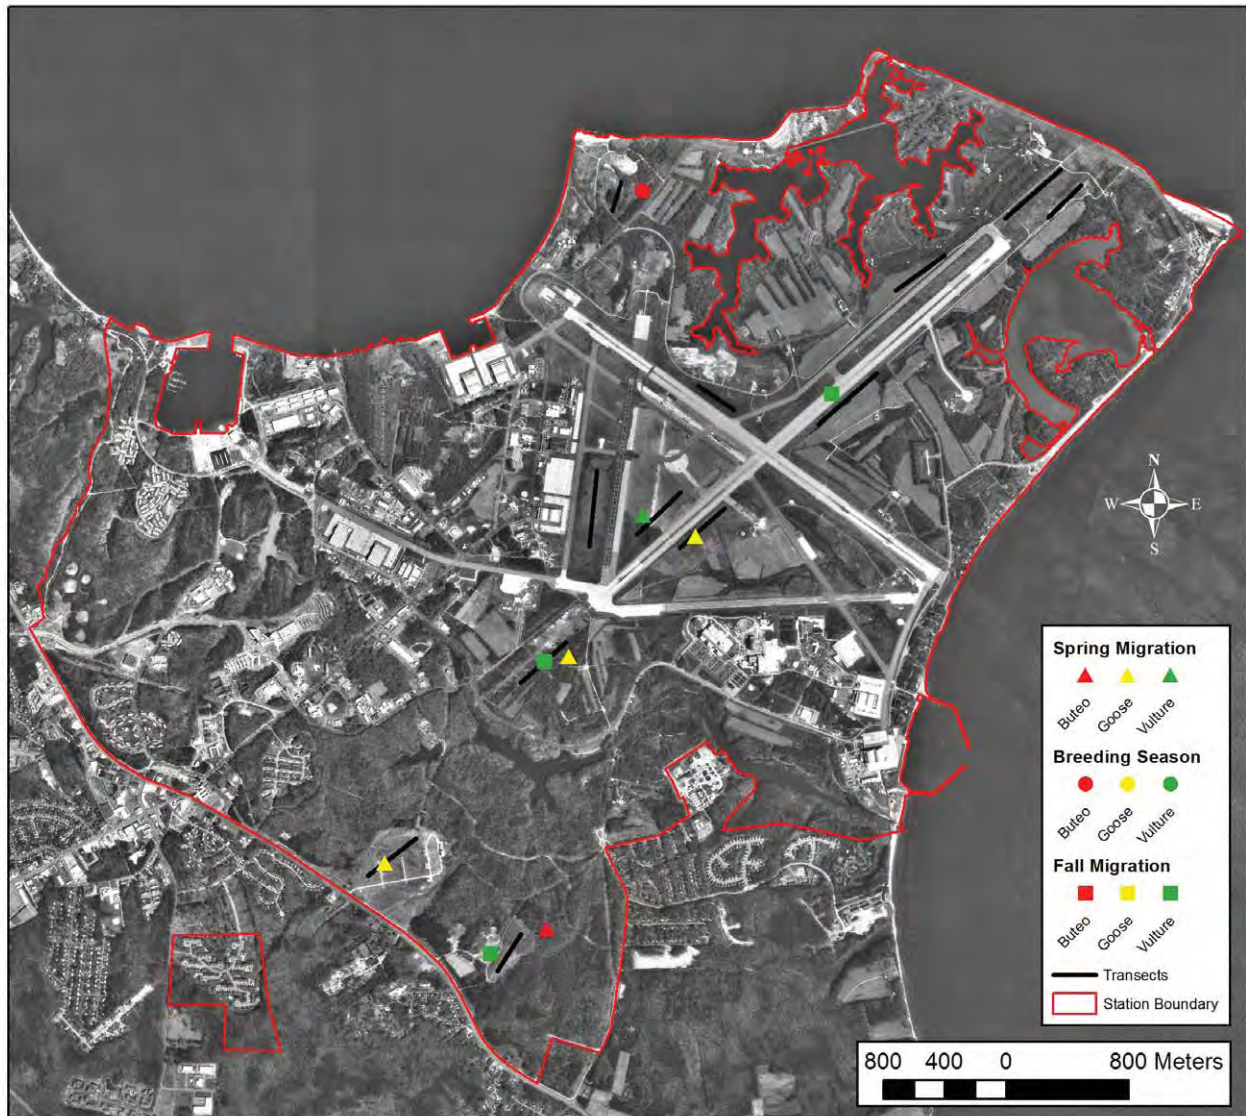 N
W E
S
Spring Migration
Buteo Goose Vulture
Breeding Season
Buteo Goose Vulture
Fall Migration
Buteo Goose Vulture
Transects
Station Boundary
800 400 0 800 Meters